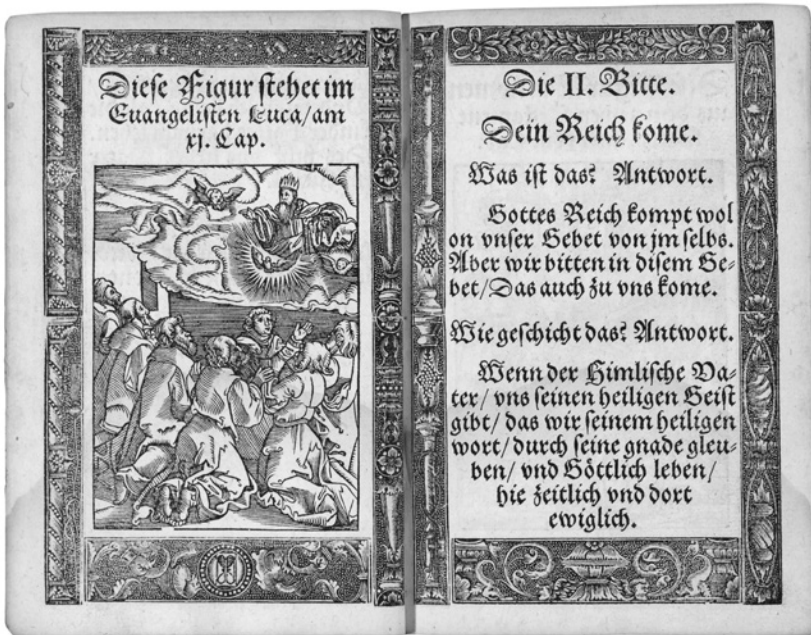 Diese Figur stehet im
Euangelisten Luca/am
xj. Cap.
Die II. Bitte.
Dein Reich kome.
Was ist das? Antwort.
Gottes Reich kompt wol
on vnser Gebet von jm selbs.
Aber wir bitten in disem Ge-
bet/Das auch zu vns kome.
Wie geschicht das? Antwort.
Wenn der Himlische Va-
ter/ vns seinen heiligen Geist
gibt/ das wir seinem heiligen
wort/ durch seine gnade gleu-
ben/ vnd Göttlich leben/
hie zeitlich vnd dort
ewiglich.